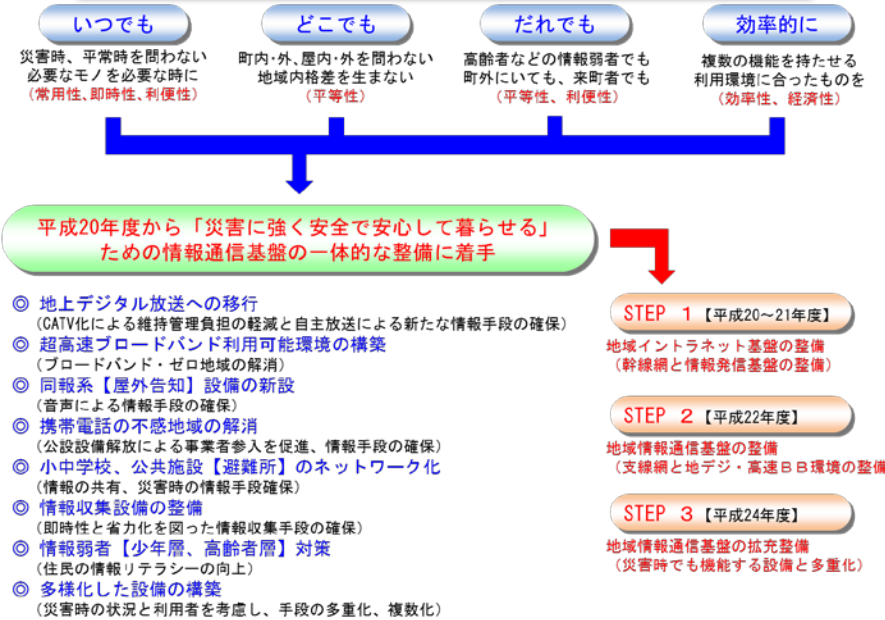 いつでも
災害時、平常時を問わない
必要なモノを必要な時に
(常用性、即時性、利便性)
どこでも
町内・外、屋内・外を問わない
地域内格差を生まない
(平等性)
だれでも
高齢者などの情報弱者でも
町外にいても、来町者でも
(平等性、利便性)
効率的に
複数の機能を持たせる
利用環境に合ったものを
(効率性、経済性)
平成20年度から「災害に強く安全で安心して暮らせる」
ための情報通信基盤の一体的な整備に着手
◎ 地上デジタル放送への移行
(CATV化による維持管理負担の軽減と自主放送による新たな情報手段の確保)
◎ 超高速ブロードバンド利用可能環境の構築
(ブロードバンド・ゼロ地域の解消)
◎ 同報系【屋外告知】設備の新設
(音声による情報手段の確保)
◎ 携帯電話の不感地域の解消
(公設設備解放による事業者参入を促進、情報手段の確保)
◎ 小中学校、公共施設【避難所】のネットワーク化
(情報の共有、災害時の情報手段確保)
◎ 情報収集設備の整備
(即時性と省力化を図った情報収集手段の確保)
◎ 情報弱者【少年層、高齢者層】対策
(住民の情報リテラシーの向上)
◎ 多様化した設備の構築
(災害時の状況と利用者を考慮し、手段の多重化、複数化)
STEP 1【平成20～21年度】
地域イントラネット基盤の整備
(幹線網と情報発信基盤の整備)
STEP 2【平成22年度】
地域情報通信基盤の整備
(支線網と地デジ・高速ＢＢ環境の整備
STEP 3【平成24年度】
地域情報通信基盤の拡充整備
(災害時でも機能する設備と多重化)